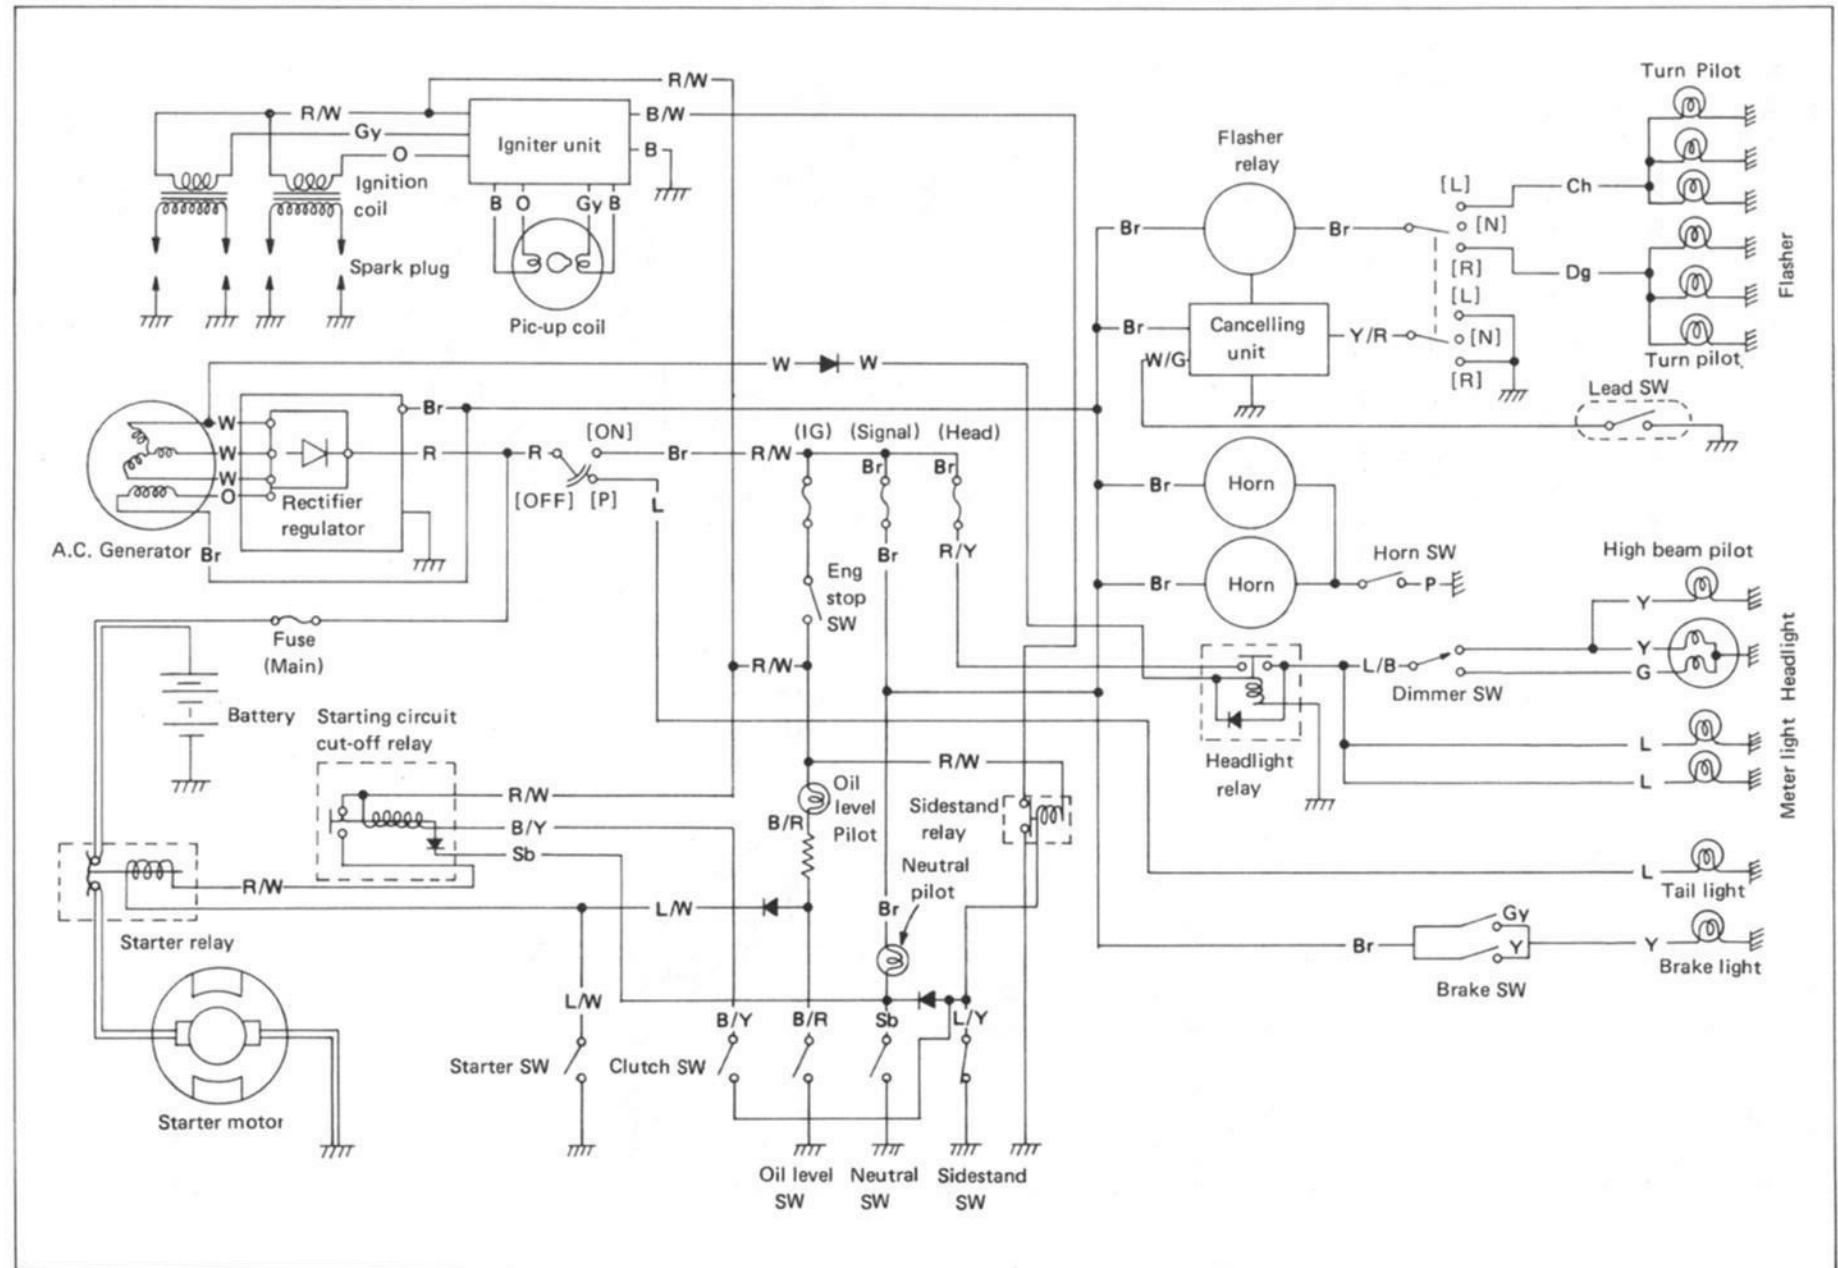 R/W
Turn Pilot
R/W
Gy
O
Igniter unit
B/W
B
Ignition
coil
B O Gy B
Spark plug
Pic-up coil
Flasher
relay
Br
Br
[L]
[N]
[R]
Ch
Dg
[L]
[N]
[R]
Flasher
Br
Cancelling
unit
Y/R
W/G
Turn pilot
Lead SW
W
W
W
W
W
O
Br
Br
R
R
[ON]
[OFF] [P]
Br
R/W
(IG) (Signal) (Head)
Br
Br
L
Rectifier
regulator
A.C. Generator
Br
Horn
Br
R/Y
Eng
stop
SW
Br
Horn
Horn SW
P
High beam pilot
Fuse
(Main)
R/W
Y
Y
G
L/B
Dimmer SW
Headlight
Battery
Starting circuit
cut-off relay
Headlight
relay
L
L
Meter light
R/W
R/W
B/Y
Sb
Oil
level
Pilot
B/R
Sidestand
relay
Neutral
pilot
R/W
L/W
Starter relay
Br
L
Tail light
Br
Gy
Y
Y
Brake light
Brake SW
L/W
B/Y
B/R
Sb
L/Y
Starter SW
Clutch SW
Starter motor
Oil level
SW
Neutral
SW
Sidestand
SW